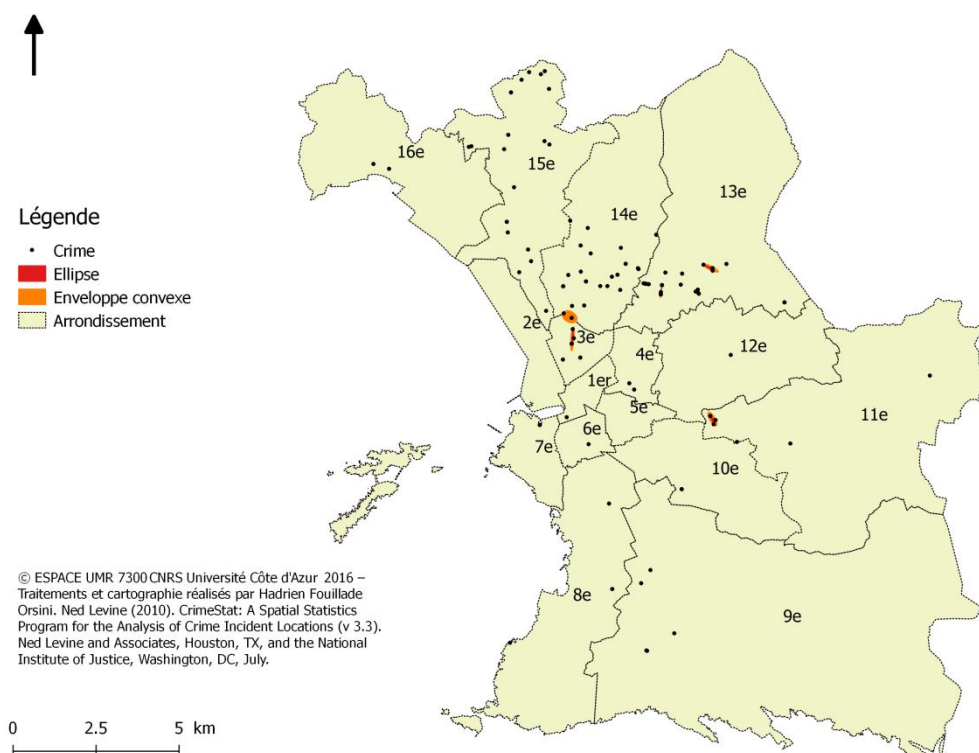 16e
15e
14e
13e
Légende
Crime
Ellipse
Enveloppe convexe
Arrondissement
2e
3e
4e
12e
1er
5e
11e
6e
7e
10e
© ESPACE UMR 7300 CNRS Université Côte d'Azur 2016 –
Traitements et cartographie réalisés par Hadrien Fouillade
Orsini. Ned Levine (2010). CrimeStat: A Spatial Statistics
Program for the Analysis of Crime Incident Locations (v 3.3).
Ned Levine and Associates, Houston, TX, and the National
Institute of Justice, Washington, DC, July.
8e
9e
0 2.5 5 km